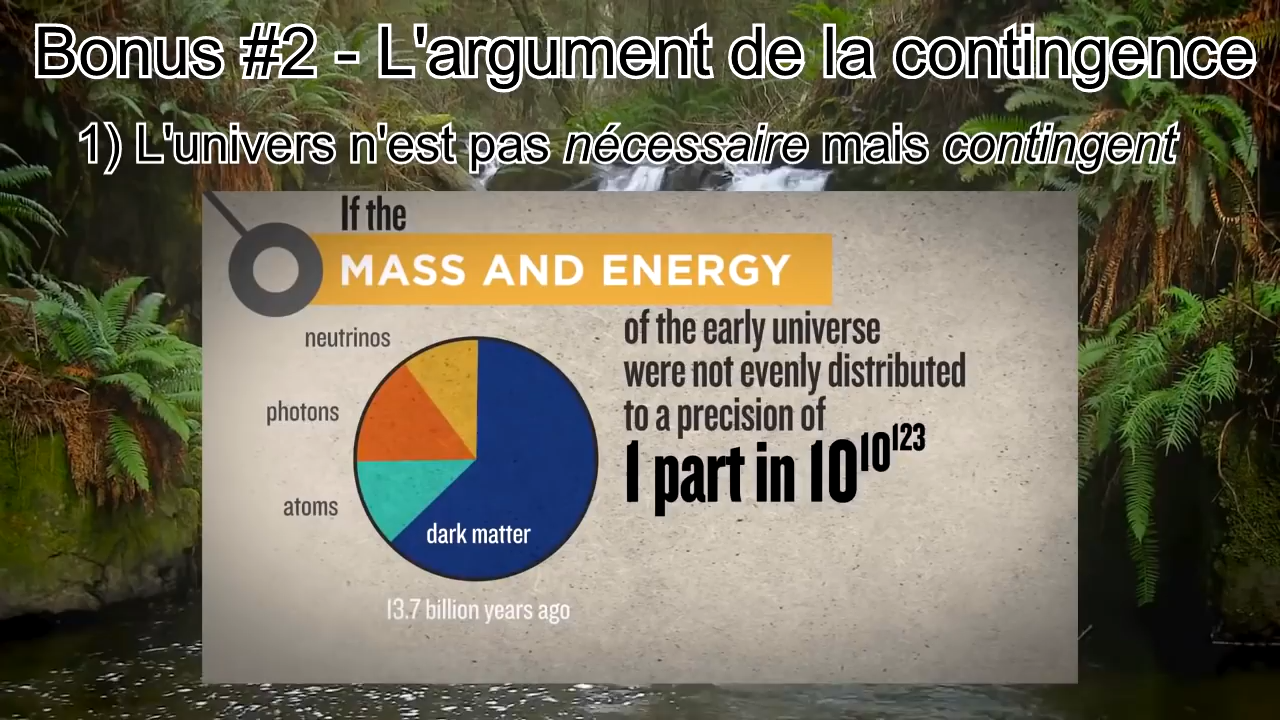 Bonus #2 - L'argument de la contingence
1) L'univers n'est pas nécessaire mais contingent
If the
MASS AND ENERGY
of the early universe
were not evenly distributed
to a precision of
1 part in 10^10^123
neutrinos
photons
atoms
dark matter
13.7 billion years ago